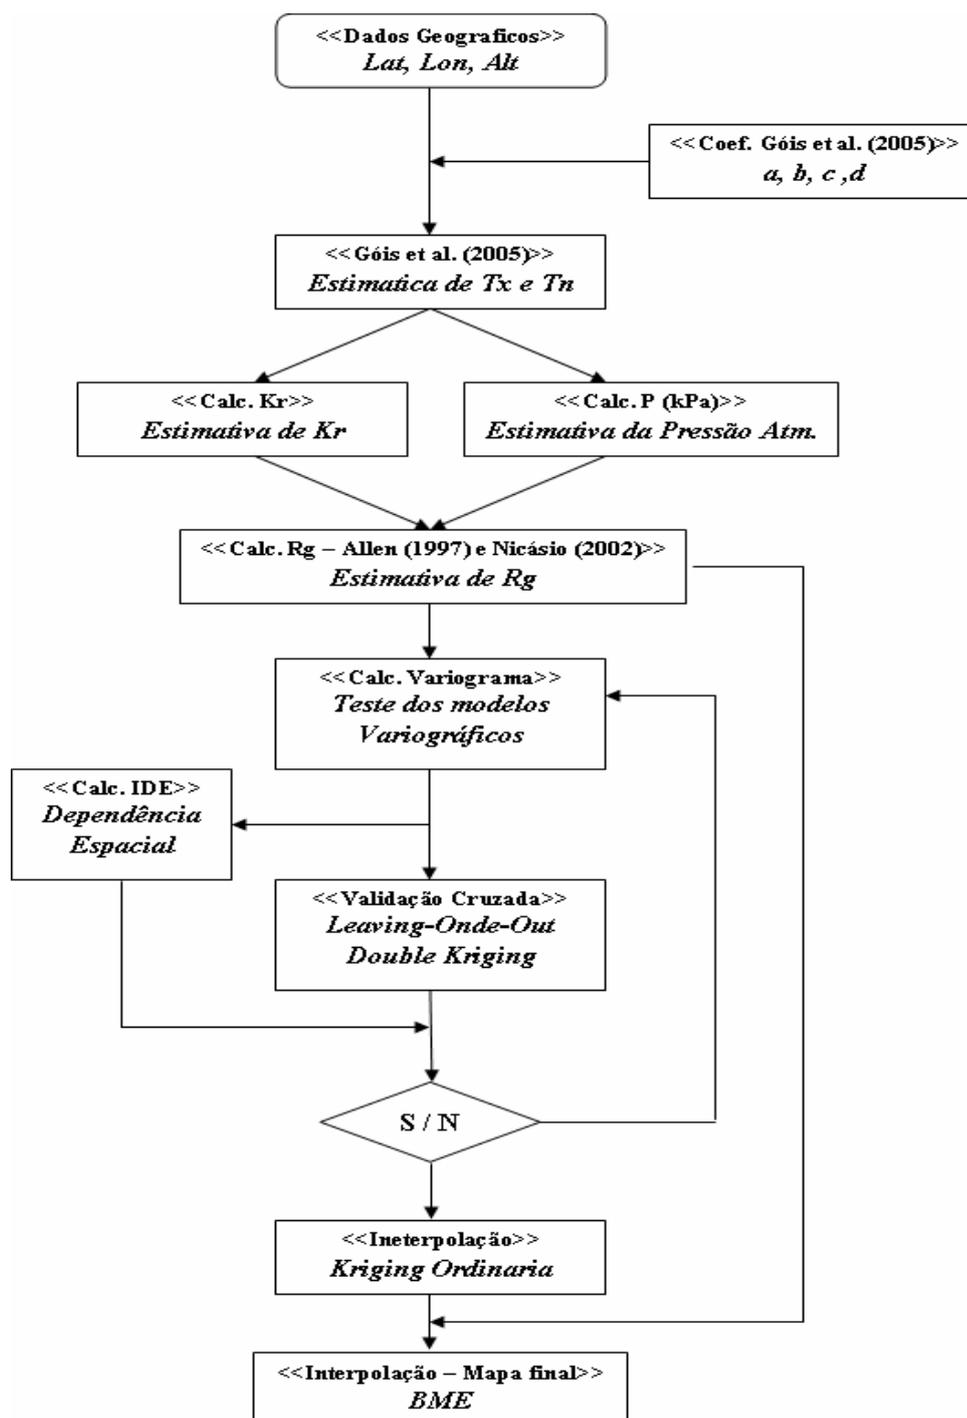 <<Dados Geograficos>>
Lat, Lon, Alt
<<Coef. Góis et al. (2005)>>
a, b, c ,d
<<Góis et al. (2005)>>
Estimatica de Tx e Tn
<<Calc. Kr>>
Estimativa de Kr
<<Calc. P (kPa)>>
Estimativa da Pressão Atm.
<<Calc. Rg – Allen (1997) e Nicásio (2002)>>
Estimativa de Rg
<<Calc. Variograma>>
Teste dos modelos
Variográficos
<<Calc. IDE>>
Dependência
Espacial
<<Validação Cruzada>>
Leaving-Onde-Out
Double Kriging
S / N
<<Ineterpolação>>
Kriging Ordinaria
<<Interpolação – Mapa final>>
BME